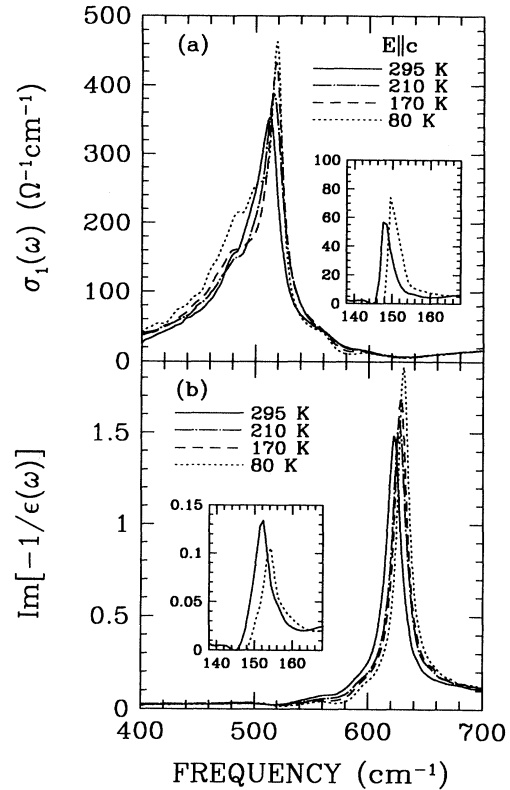 500
400
300
200
100
0
σ₁(ω) (Ω⁻¹cm⁻¹)
(a)
E||c
295 K
210 K
170 K
80 K
100
80
60
40
20
0
140 150 160
(b)
295 K
210 K
170 K
80 K
1.5
1
0.5
0
Im[−1/ϵ(ω)]
0.15
0.1
0.05
0
140 150 160
400 500 600 700
FREQUENCY (cm⁻¹)